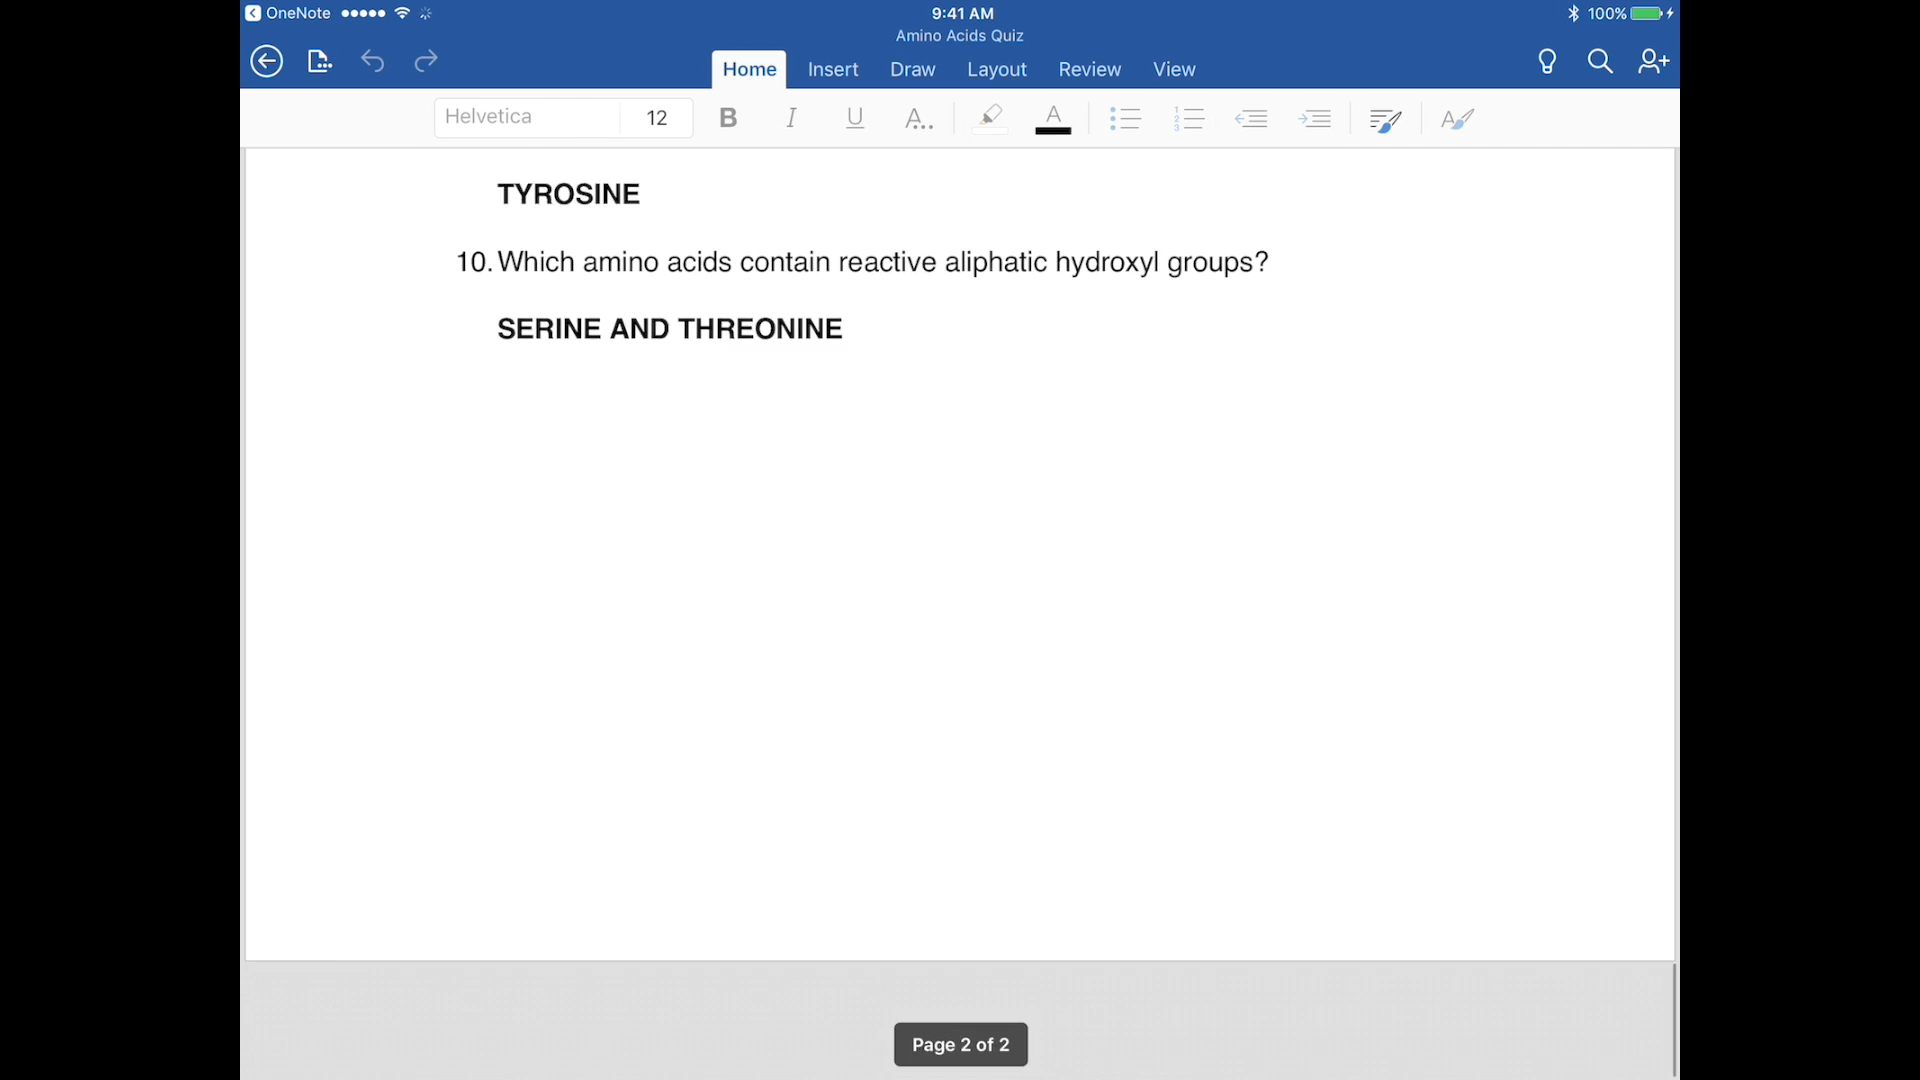 OneNote
9:41 AM
100%
Amino Acids Quiz
Home Insert Draw Layout Review View
Helvetica 12 B I U A.. A
TYROSINE
10. Which amino acids contain reactive aliphatic hydroxyl groups?
SERINE AND THREONINE
Page 2 of 2